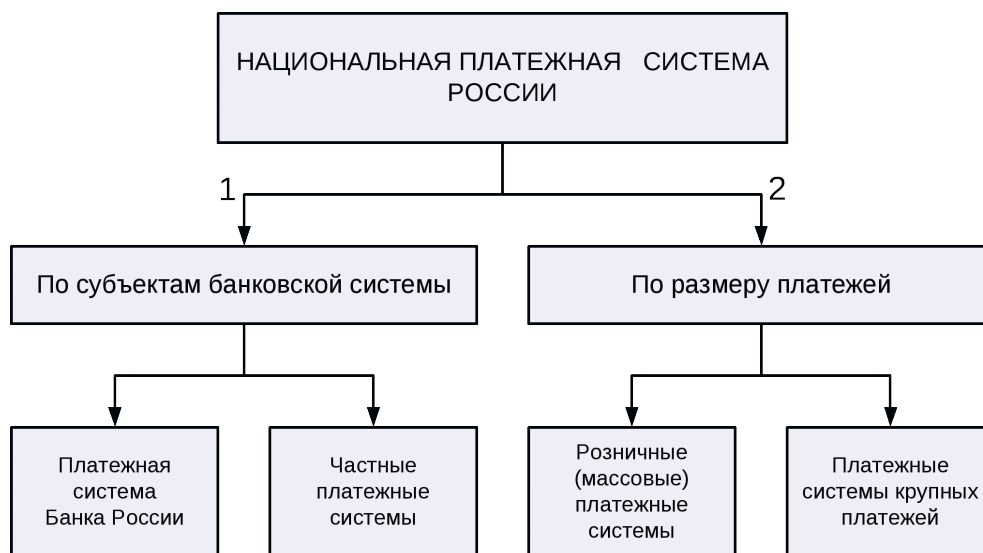 НАЦИОНАЛЬНАЯ ПЛАТЕЖНАЯ СИСТЕМА
РОССИИ
1
2
По субъектам банковской системы
По размеру платежей
Платежная
система
Банка России
Частные
платежные
системы
Розничные
(массовые)
платежные
системы
Платежные
системы крупных
платежей